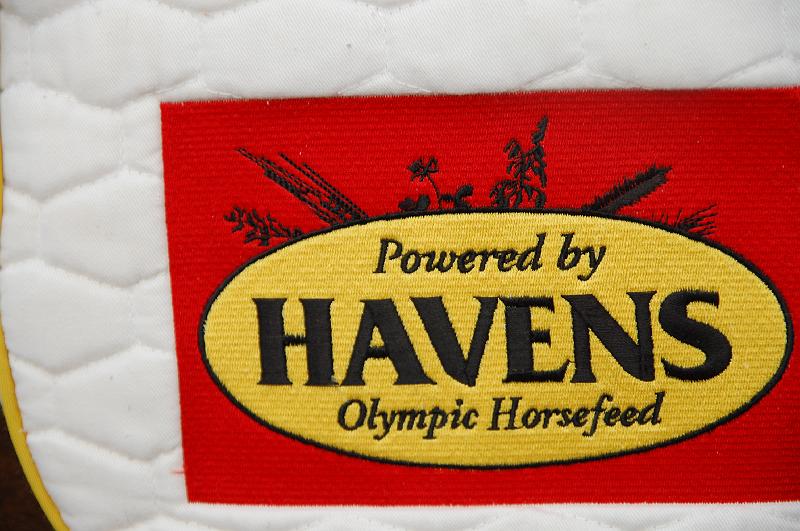 Powered by
HAVENS
Olympic Horsefeed